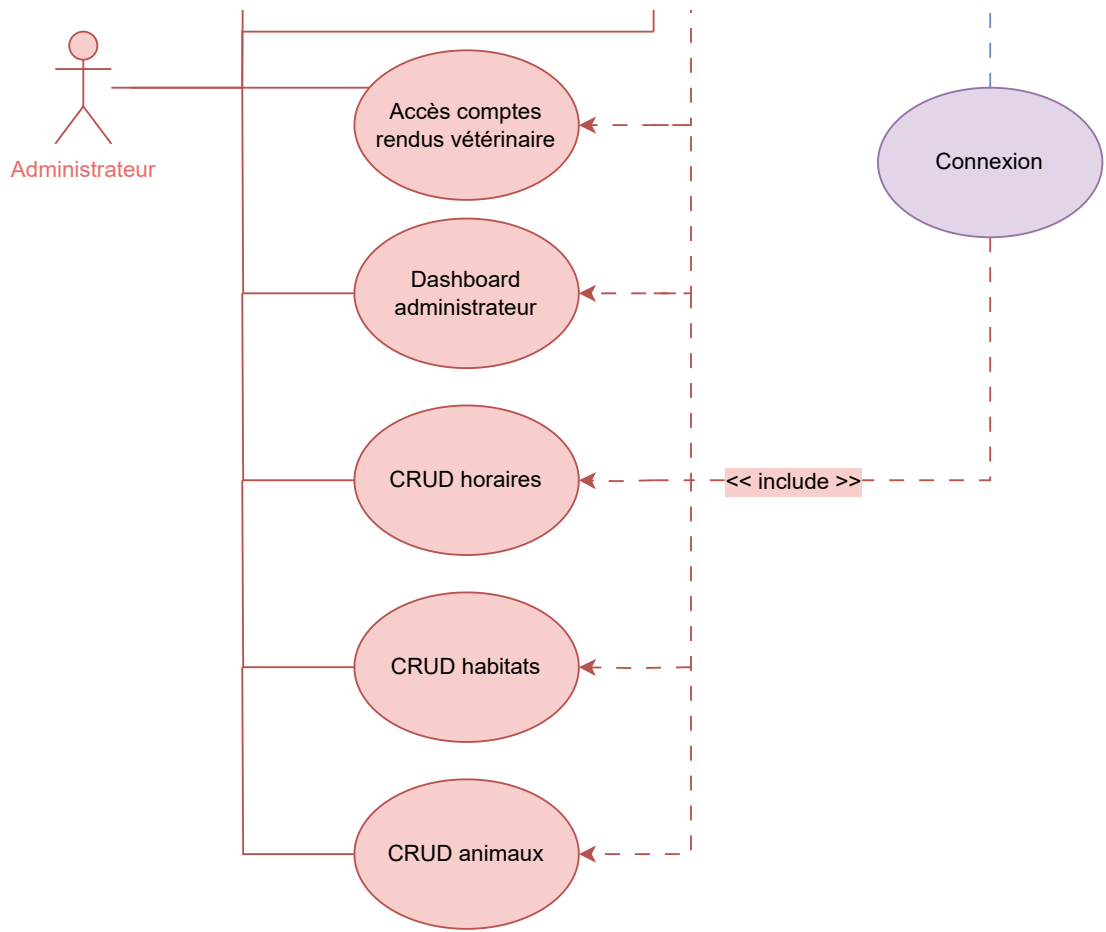 Administrateur
Accès comptes
rendus vétérinaire
Connexion
Dashboard
administrateur
CRUD horaires
<< include >>
CRUD habitats
CRUD animaux